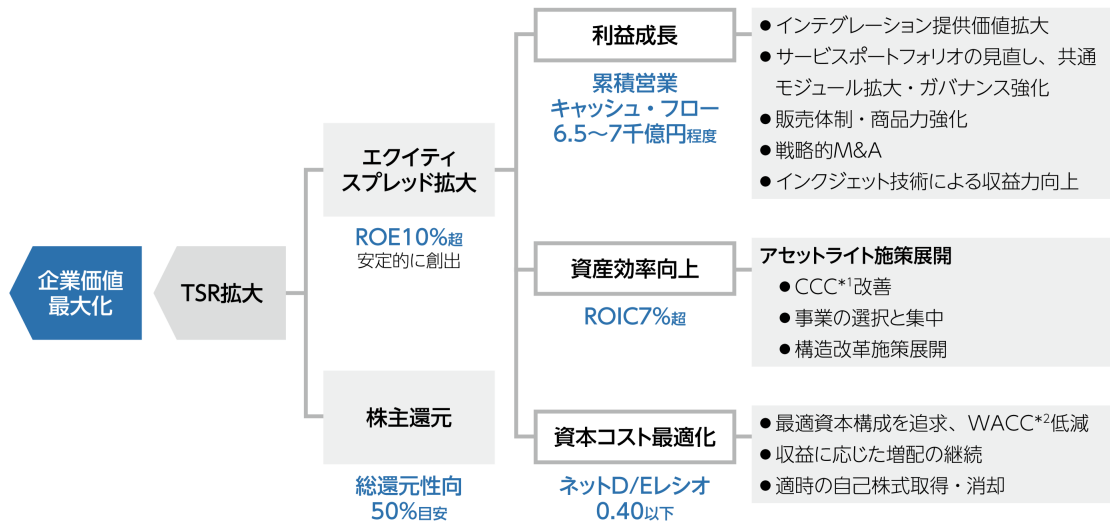 企業価値
最大化
TSR拡大
エクイティ
スプレッド拡大
ROE10%超
安定的に創出
株主還元
総還元性向
50%目安
利益成長
累積営業
キャッシュ・フロー
6.5〜7千億円程度
● インテグレーション提供価値拡大
● サービスポートフォリオの見直し、共通
モジュール拡大・ガバナンス強化
● 販売体制・商品力強化
● 戦略的M&A
● インクジェット技術による収益力向上
資産効率向上
ROIC7%超
アセットライト施策展開
● CCC*1改善
● 事業の選択と集中
● 構造改革施策展開
資本コスト最適化
ネットD/Eレシオ
0.40以下
● 最適資本構成を追求、WACC*2低減
● 収益に応じた増配の継続
● 適時の自己株式取得・消却